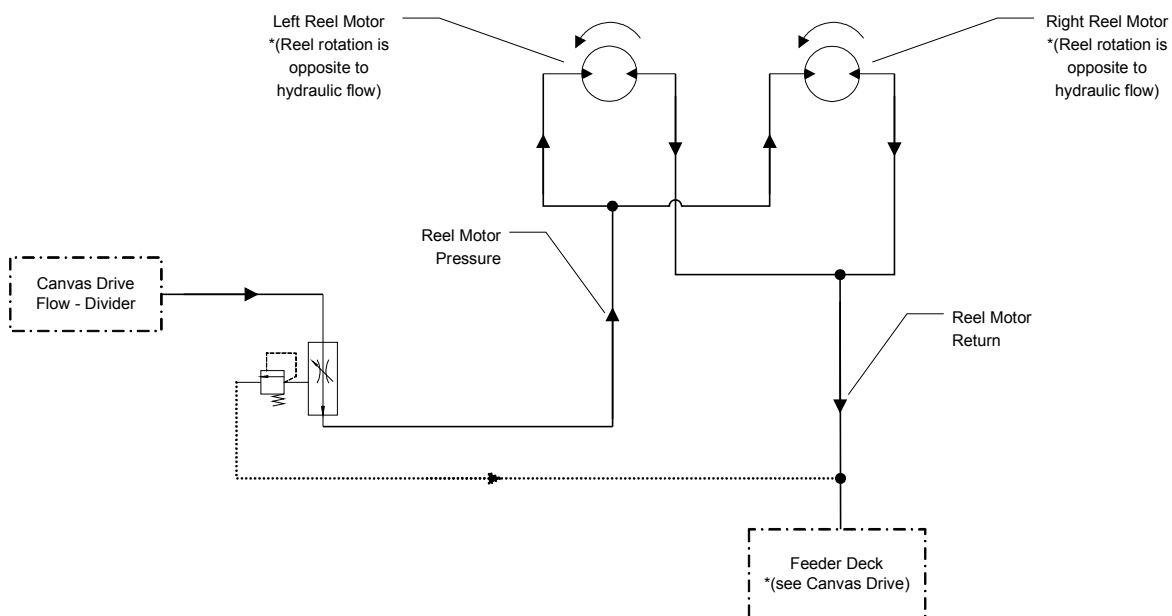 Left Reel Motor
*(Reel rotation is
opposite to
hydraulic flow)
Right Reel Motor
*(Reel rotation is
opposite to
hydraulic flow)
Reel Motor
Pressure
Canvas Drive
Flow - Divider
Reel Motor
Return
Feeder Deck
*(see Canvas Drive)